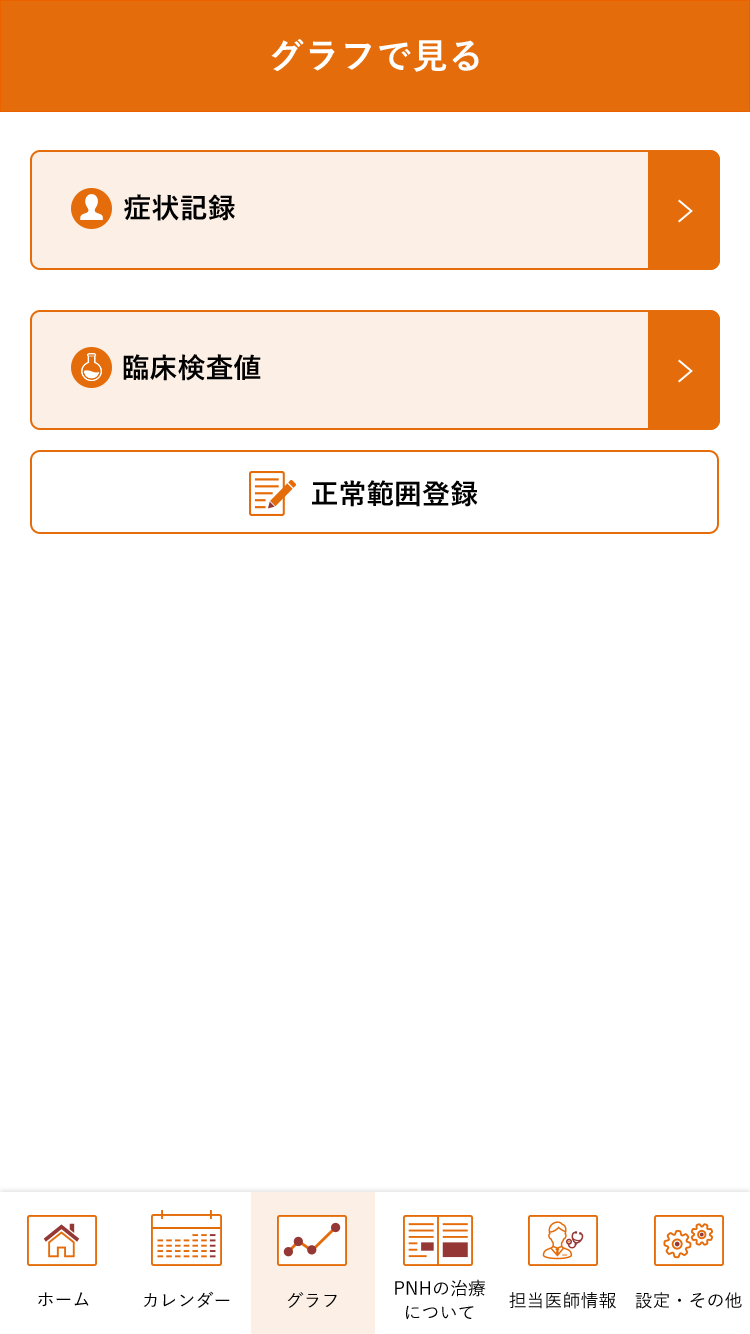 グラフで見る
症状記録
臨床検査値
正常範囲登録
ホーム
カレンダー
グラフ
PNHの治療
について
担当医師情報
設定・その他